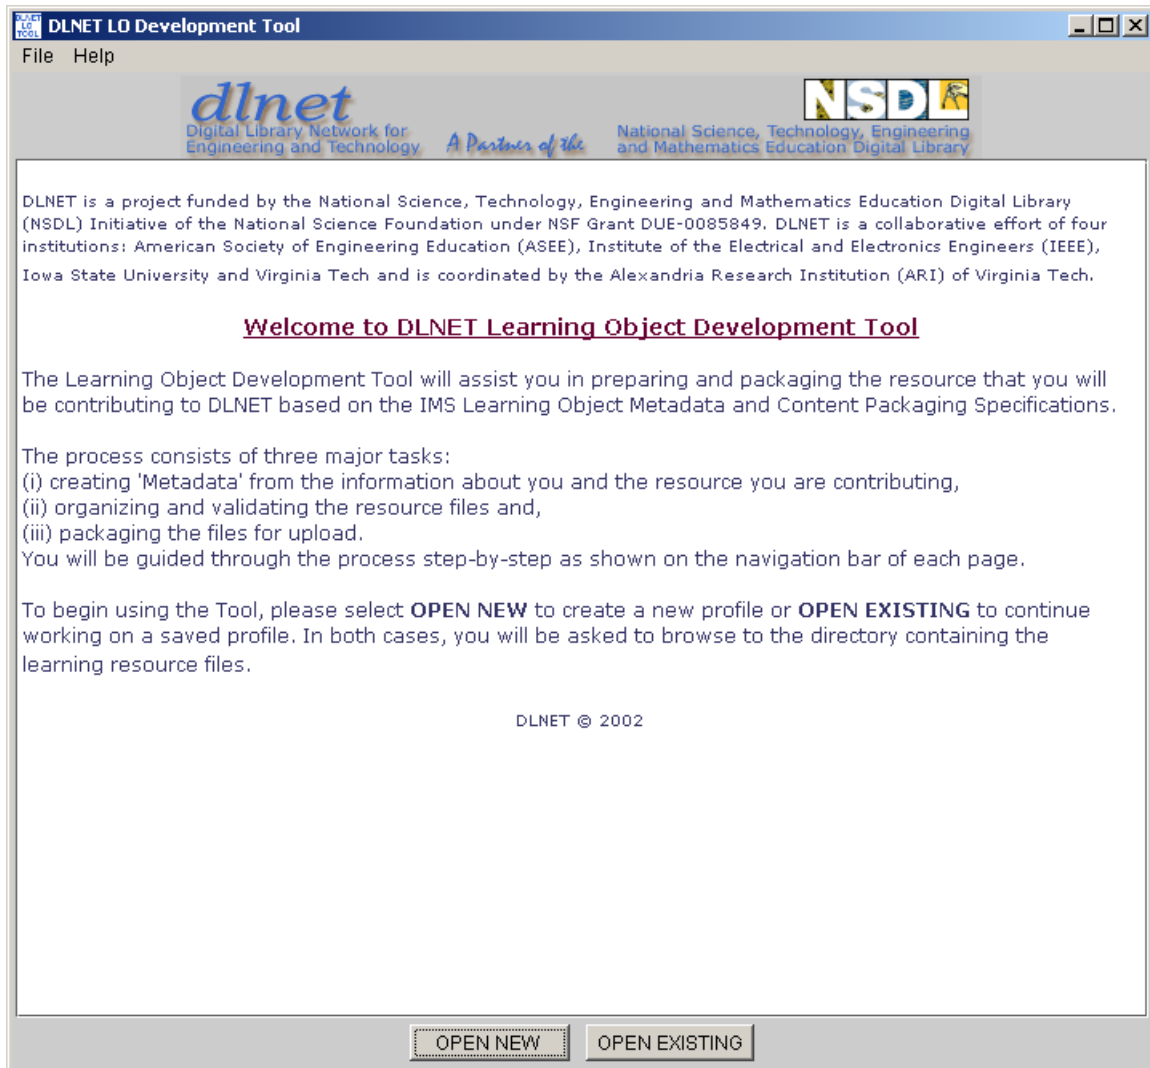 DLNET LO TOOL DLNET LO Development Tool
File Help
dlnet
Digital Library Network for
Engineering and Technology
A Partner of the
NSDL
National Science, Technology, Engineering
and Mathematics Education Digital Library
DLNET is a project funded by the National Science, Technology, Engineering and Mathematics Education Digital Library
(NSDL) Initiative of the National Science Foundation under NSF Grant DUE-0085849. DLNET is a collaborative effort of four
institutions: American Society of Engineering Education (ASEE), Institute of the Electrical and Electronics Engineers (IEEE),
Iowa State University and Virginia Tech and is coordinated by the Alexandria Research Institution (ARI) of Virginia Tech.
Welcome to DLNET Learning Object Development Tool
The Learning Object Development Tool will assist you in preparing and packaging the resource that you will
be contributing to DLNET based on the IMS Learning Object Metadata and Content Packaging Specifications.
The process consists of three major tasks:
(i) creating 'Metadata' from the information about you and the resource you are contributing,
(ii) organizing and validating the resource files and,
(iii) packaging the files for upload.
You will be guided through the process step-by-step as shown on the navigation bar of each page.
To begin using the Tool, please select OPEN NEW to create a new profile or OPEN EXISTING to continue
working on a saved profile. In both cases, you will be asked to browse to the directory containing the
learning resource files.
DLNET © 2002
OPEN NEW
OPEN EXISTING